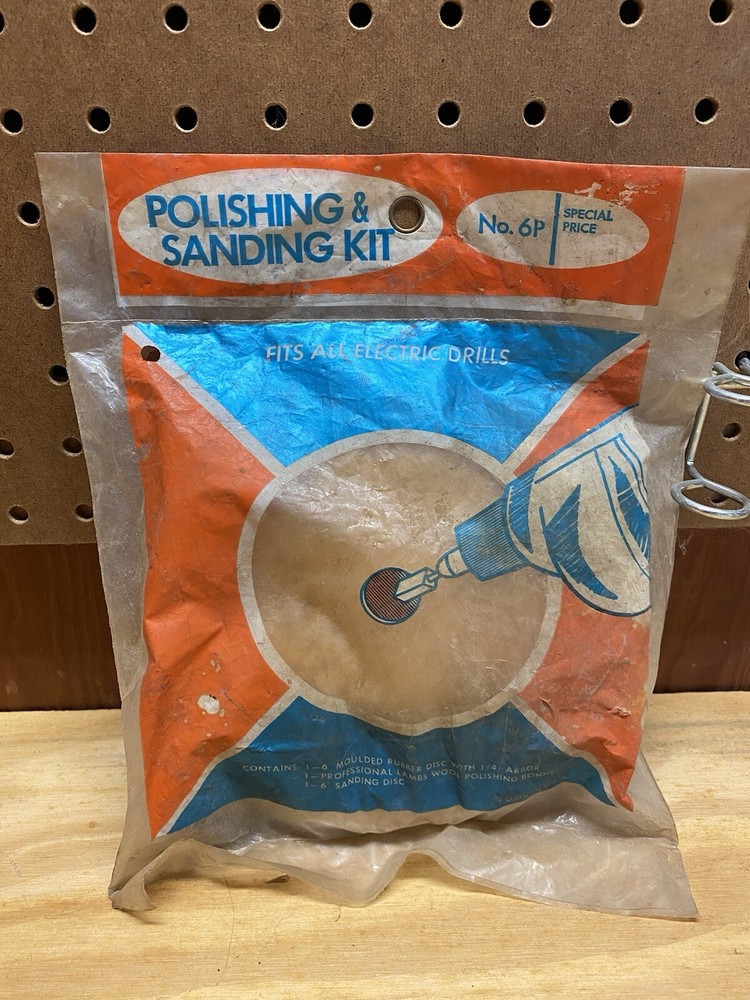 POLISHING &
SANDING KIT
No. 6P
SPECIAL
PRICE
FITS ALL ELECTRIC DRILLS
CONTAINS: 1–6 MOULDED RUBBER DISC WITH 1/4 ARBOR
1–PROFESSIONAL LAMBS WOOL POLISHING BONNET
1–6 SANDING DISC